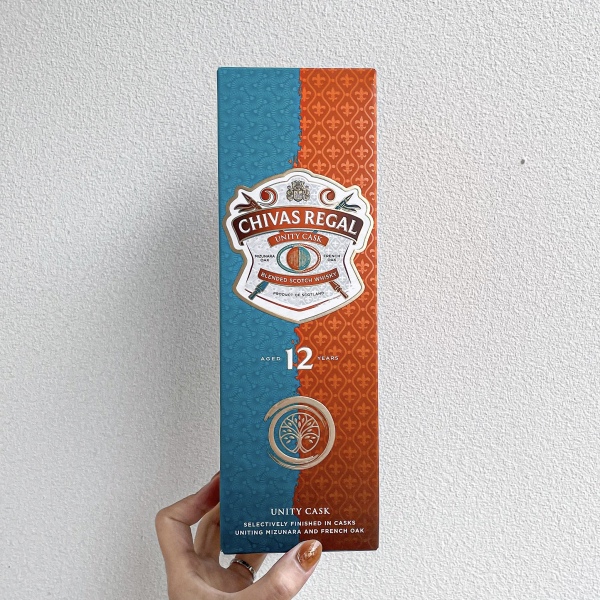 CHIVAS REGAL
UNITY CASK
MIZUNARA OAK
FRENCH OAK
BLENDED SCOTCH WHISKY
PRODUCT OF SCOTLAND
AGED 12 YEARS
UNITY CASK
SELECTIVELY FINISHED IN CASKS
UNITING MIZUNARA AND FRENCH OAK